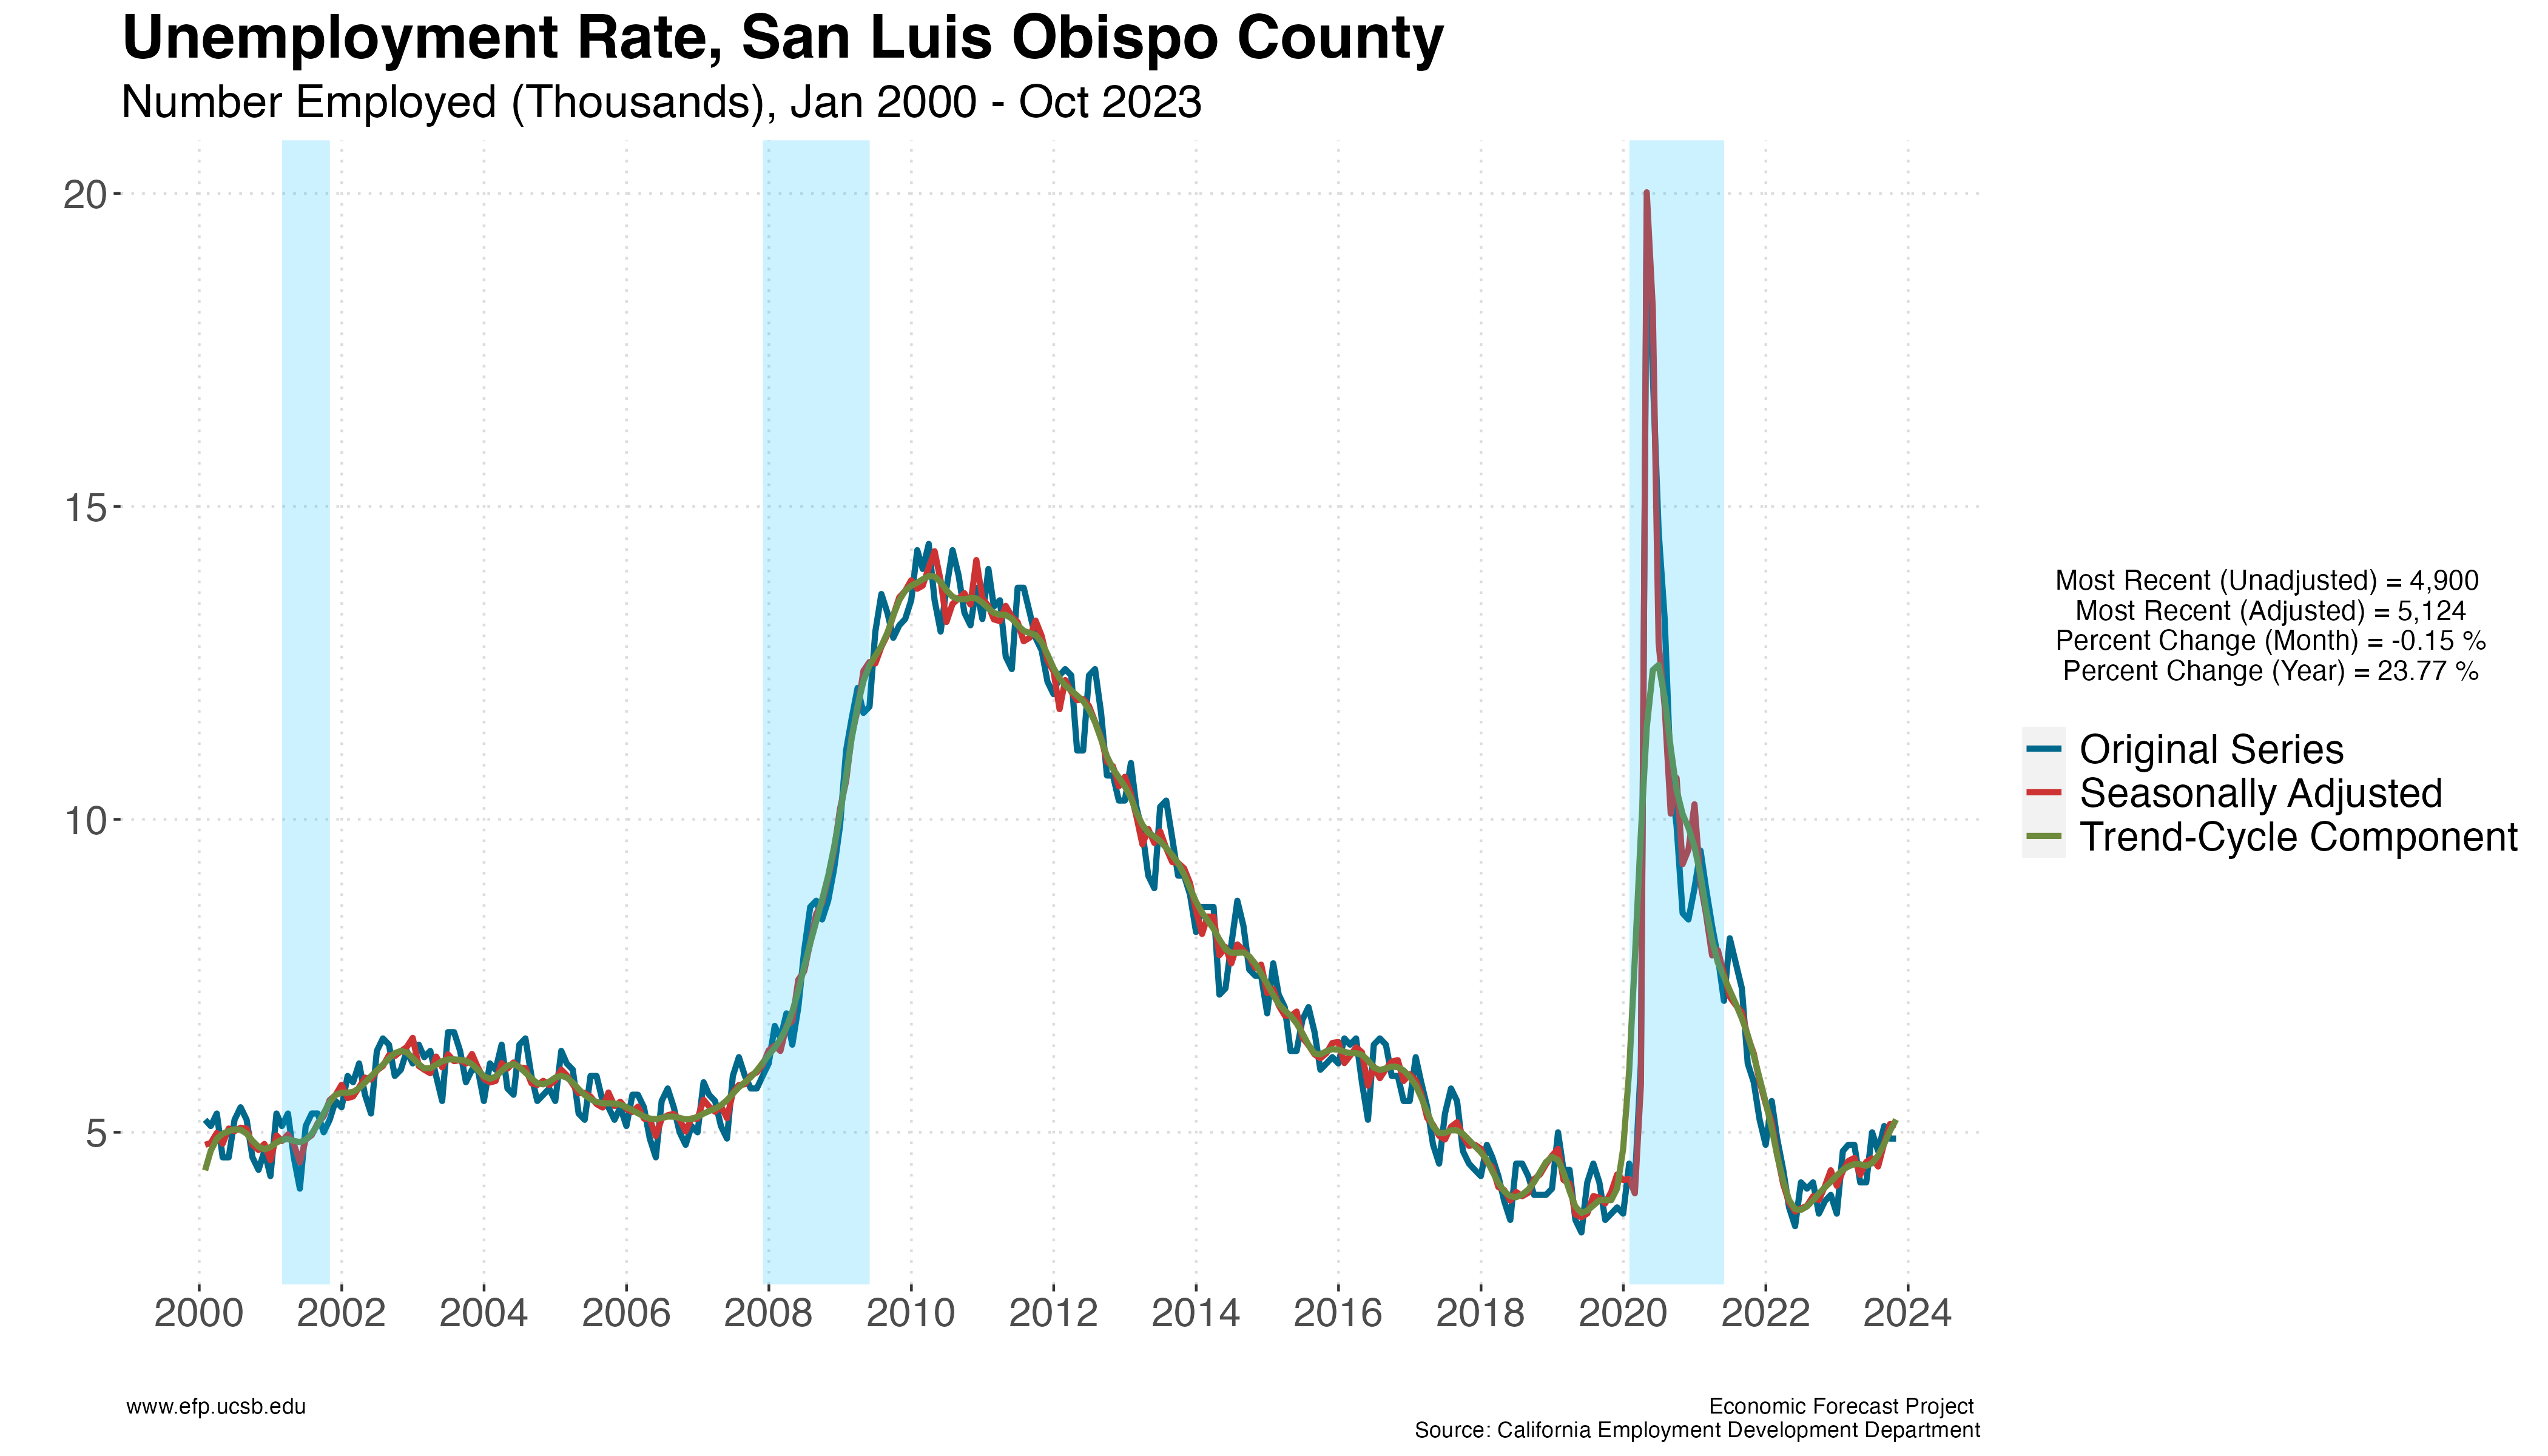 Unemployment Rate, San Luis Obispo County
Number Employed (Thousands), Jan 2000 - Oct 2023
20
15
10
5
2000 2002 2004 2006 2008 2010 2012 2014 2016 2018 2020 2022 2024
Most Recent (Unadjusted) = 4,900
Most Recent (Adjusted) = 5,124
Percent Change (Month) = -0.15 %
Percent Change (Year) = 23.77 %
Original Series
Seasonally Adjusted
Trend-Cycle Component
www.efp.ucsb.edu
Economic Forecast Project
Source: California Employment Development Department